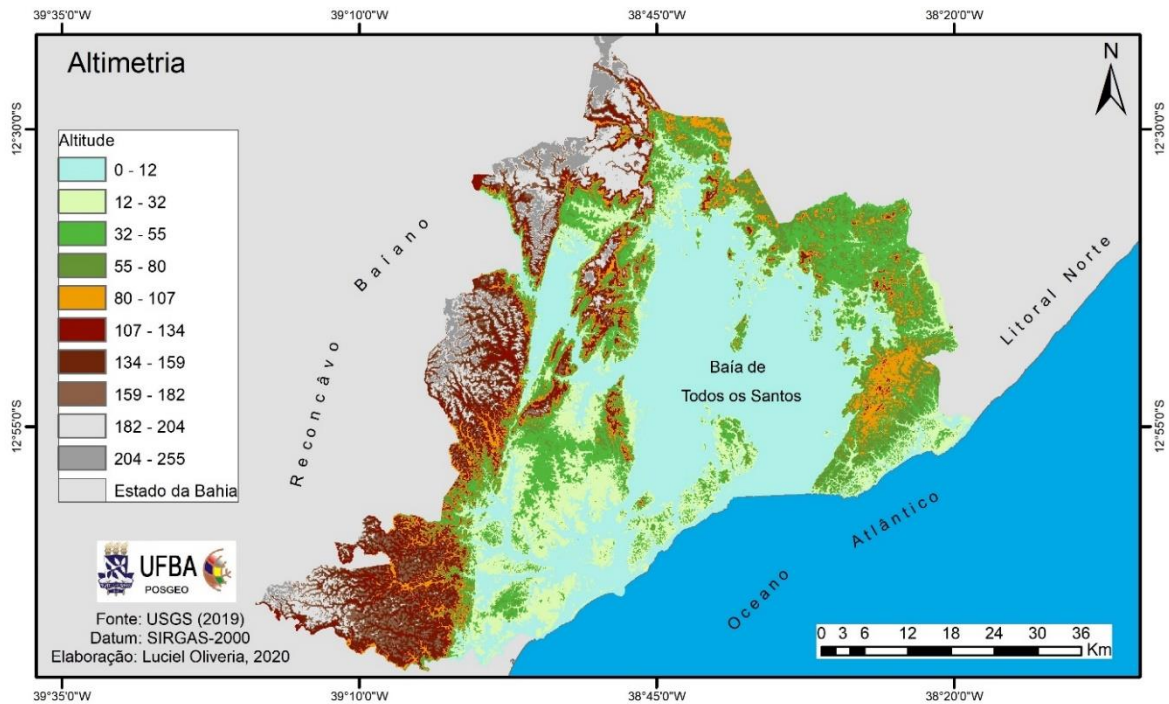 39°35'0"W 39°10'0"W 38°45'0"W 38°20'0"W
Altimetria
N
12°30'0"S 12°30'0"S
Altitude
0 - 12
12 - 32
32 - 55
55 - 80
80 - 107
107 - 134
134 - 159
159 - 182
182 - 204
204 - 255
Estado da Bahia
Reconcâvo Baiano
Litoral Norte
Baía de
Todos os Santos
12°55'0"S 12°55'0"S
Oceano Atlântico
UFBA
POSGEO
Fonte: USGS (2019)
Datum: SIRGAS-2000
Elaboração: Luciel Oliveria, 2020
0 3 6 12 18 24 30 36
Km
39°35'0"W 39°10'0"W 38°45'0"W 38°20'0"W